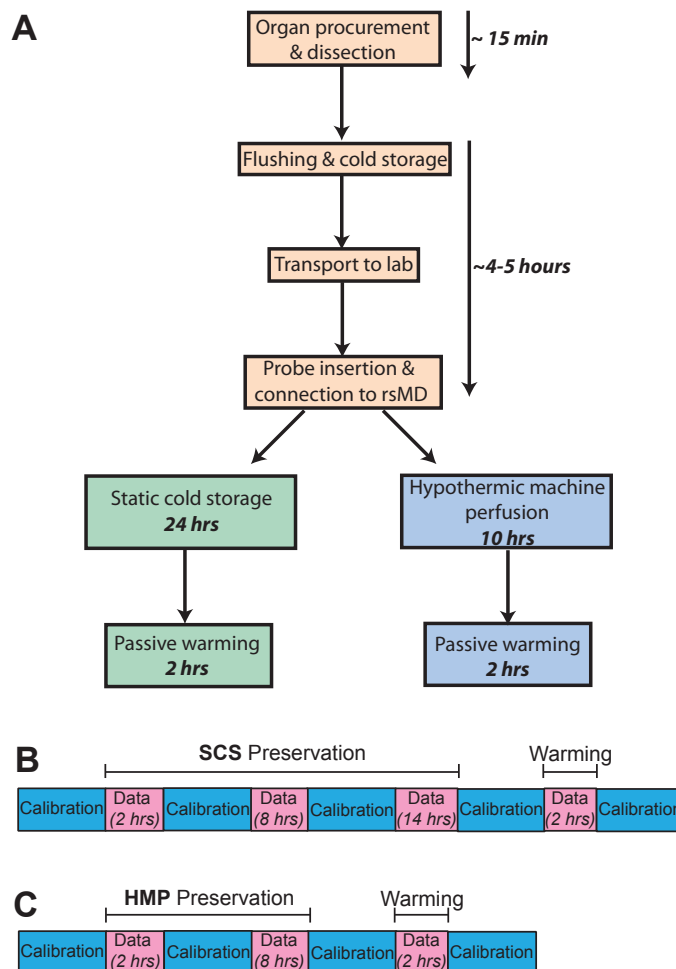 A
Organ procurement
& dissection
~ 15 min
Flushing & cold storage
Transport to lab
~4-5 hours
Probe insertion &
connection to rsMD
Static cold storage
24 hrs
Hypothermic machine
perfusion
10 hrs
Passive warming
2 hrs
Passive warming
2 hrs
B
SCS Preservation
Warming
Calibration
Data
(2 hrs)
Calibration
Data
(8 hrs)
Calibration
Data
(14 hrs)
Calibration
Data
(2 hrs)
Calibration
C
HMP Preservation
Warming
Calibration
Data
(2 hrs)
Calibration
Data
(8 hrs)
Calibration
Data
(2 hrs)
Calibration